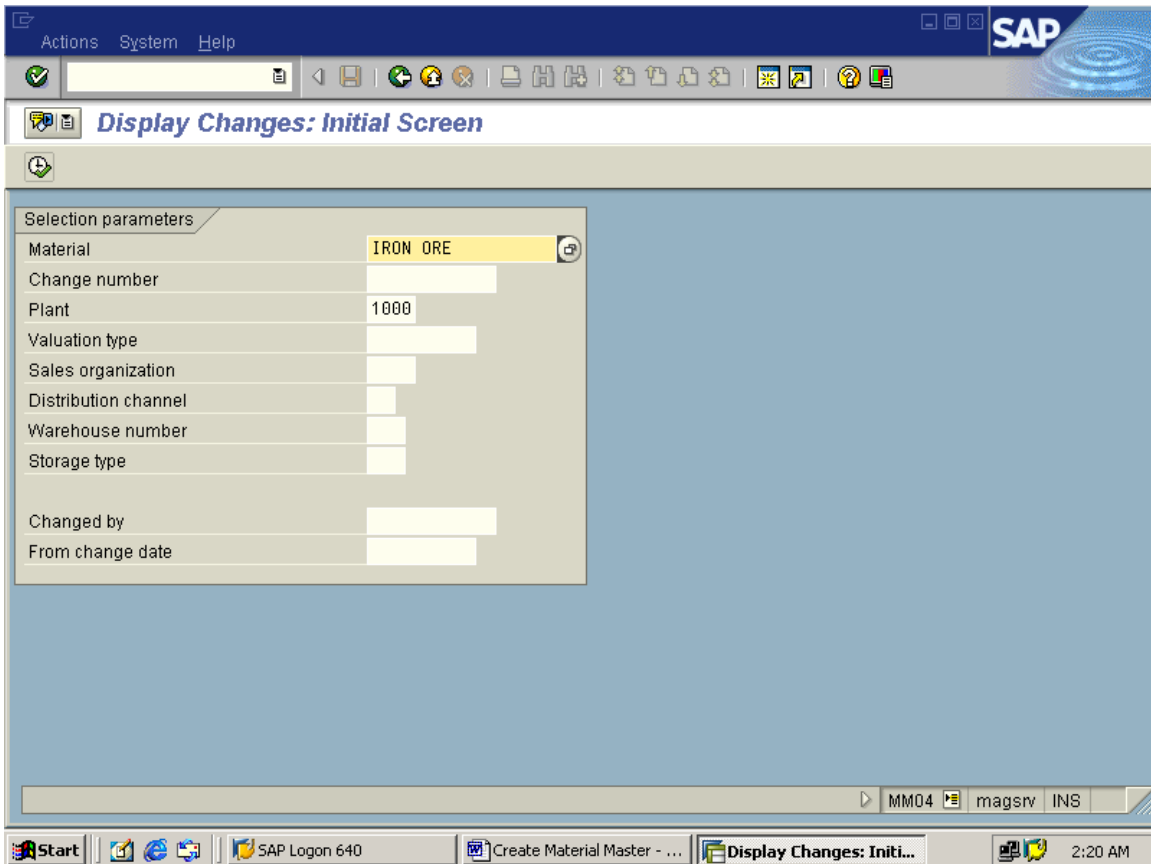 Actions System Help
SAP
Display Changes: Initial Screen
Selection parameters
Material IRON ORE
Change number
Plant 1000
Valuation type
Sales organization
Distribution channel
Warehouse number
Storage type
Changed by
From change date
MM04 magsrv INS
Start SAP Logon 640 Create Material Master - ... Display Changes: Initi... 2:20 AM